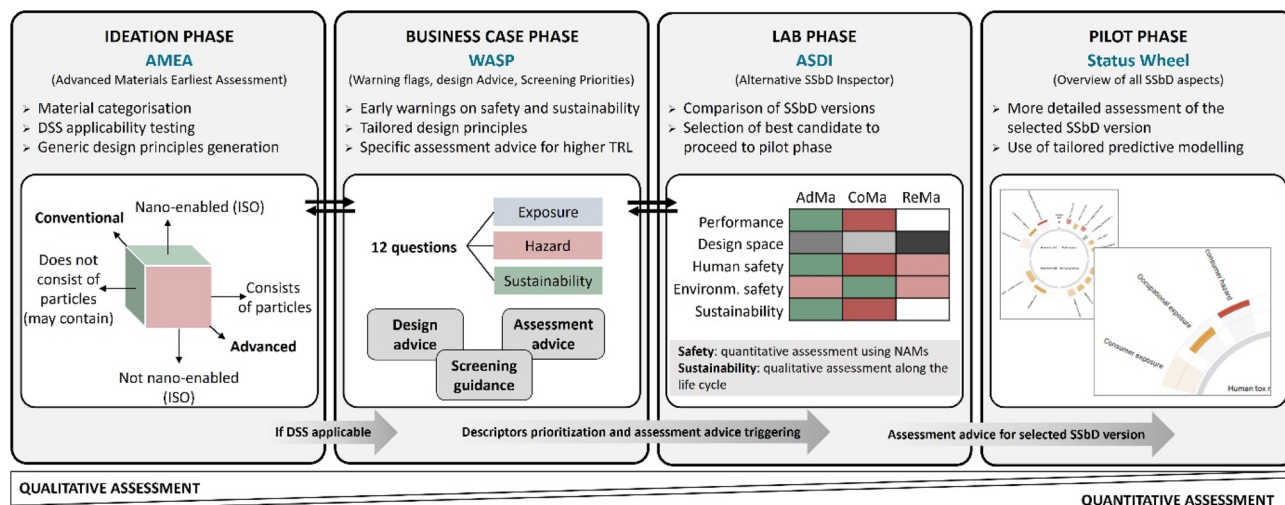 IDEATION PHASE
AMEA
(Advanced Materials Earliest Assessment)
➢ Material categorisation
➢ DSS applicability testing
➢ Generic design principles generation
Conventional
Nano-enabled (ISO)
Does not
consist of
particles
(may contain)
Consists
of particles
Advanced
Not nano-enabled
(ISO)
If DSS applicable
BUSINESS CASE PHASE
WASP
(Warning flags, design Advice, Screening Priorities)
➢ Early warnings on safety and sustainability
➢ Tailored design principles
➢ Specific assessment advice for higher TRL
12 questions
Exposure
Hazard
Sustainability
Design
advice
Assessment
advice
Screening
guidance
Descriptors prioritization and assessment advice triggering
LAB PHASE
ASDI
(Alternative SSbD Inspector)
➢ Comparison of SSbD versions
➢ Selection of best candidate to
proceed to pilot phase
AdMa CoMa ReMa
Performance
Design space
Human safety
Environm. safety
Sustainability
Safety: quantitative assessment using NAMs
Sustainability: qualitative assessment along the
life cycle
PILOT PHASE
Status Wheel
(Overview of all SSbD aspects)
➢ More detailed assessment of the
selected SSbD version
➢ Use of tailored predictive modelling
consumer hazard
Occupational exposure
Consumer exposure
Human tox r
Assessment advice for selected SSbD version
QUALITATIVE ASSESSMENT
QUANTITATIVE ASSESSMENT